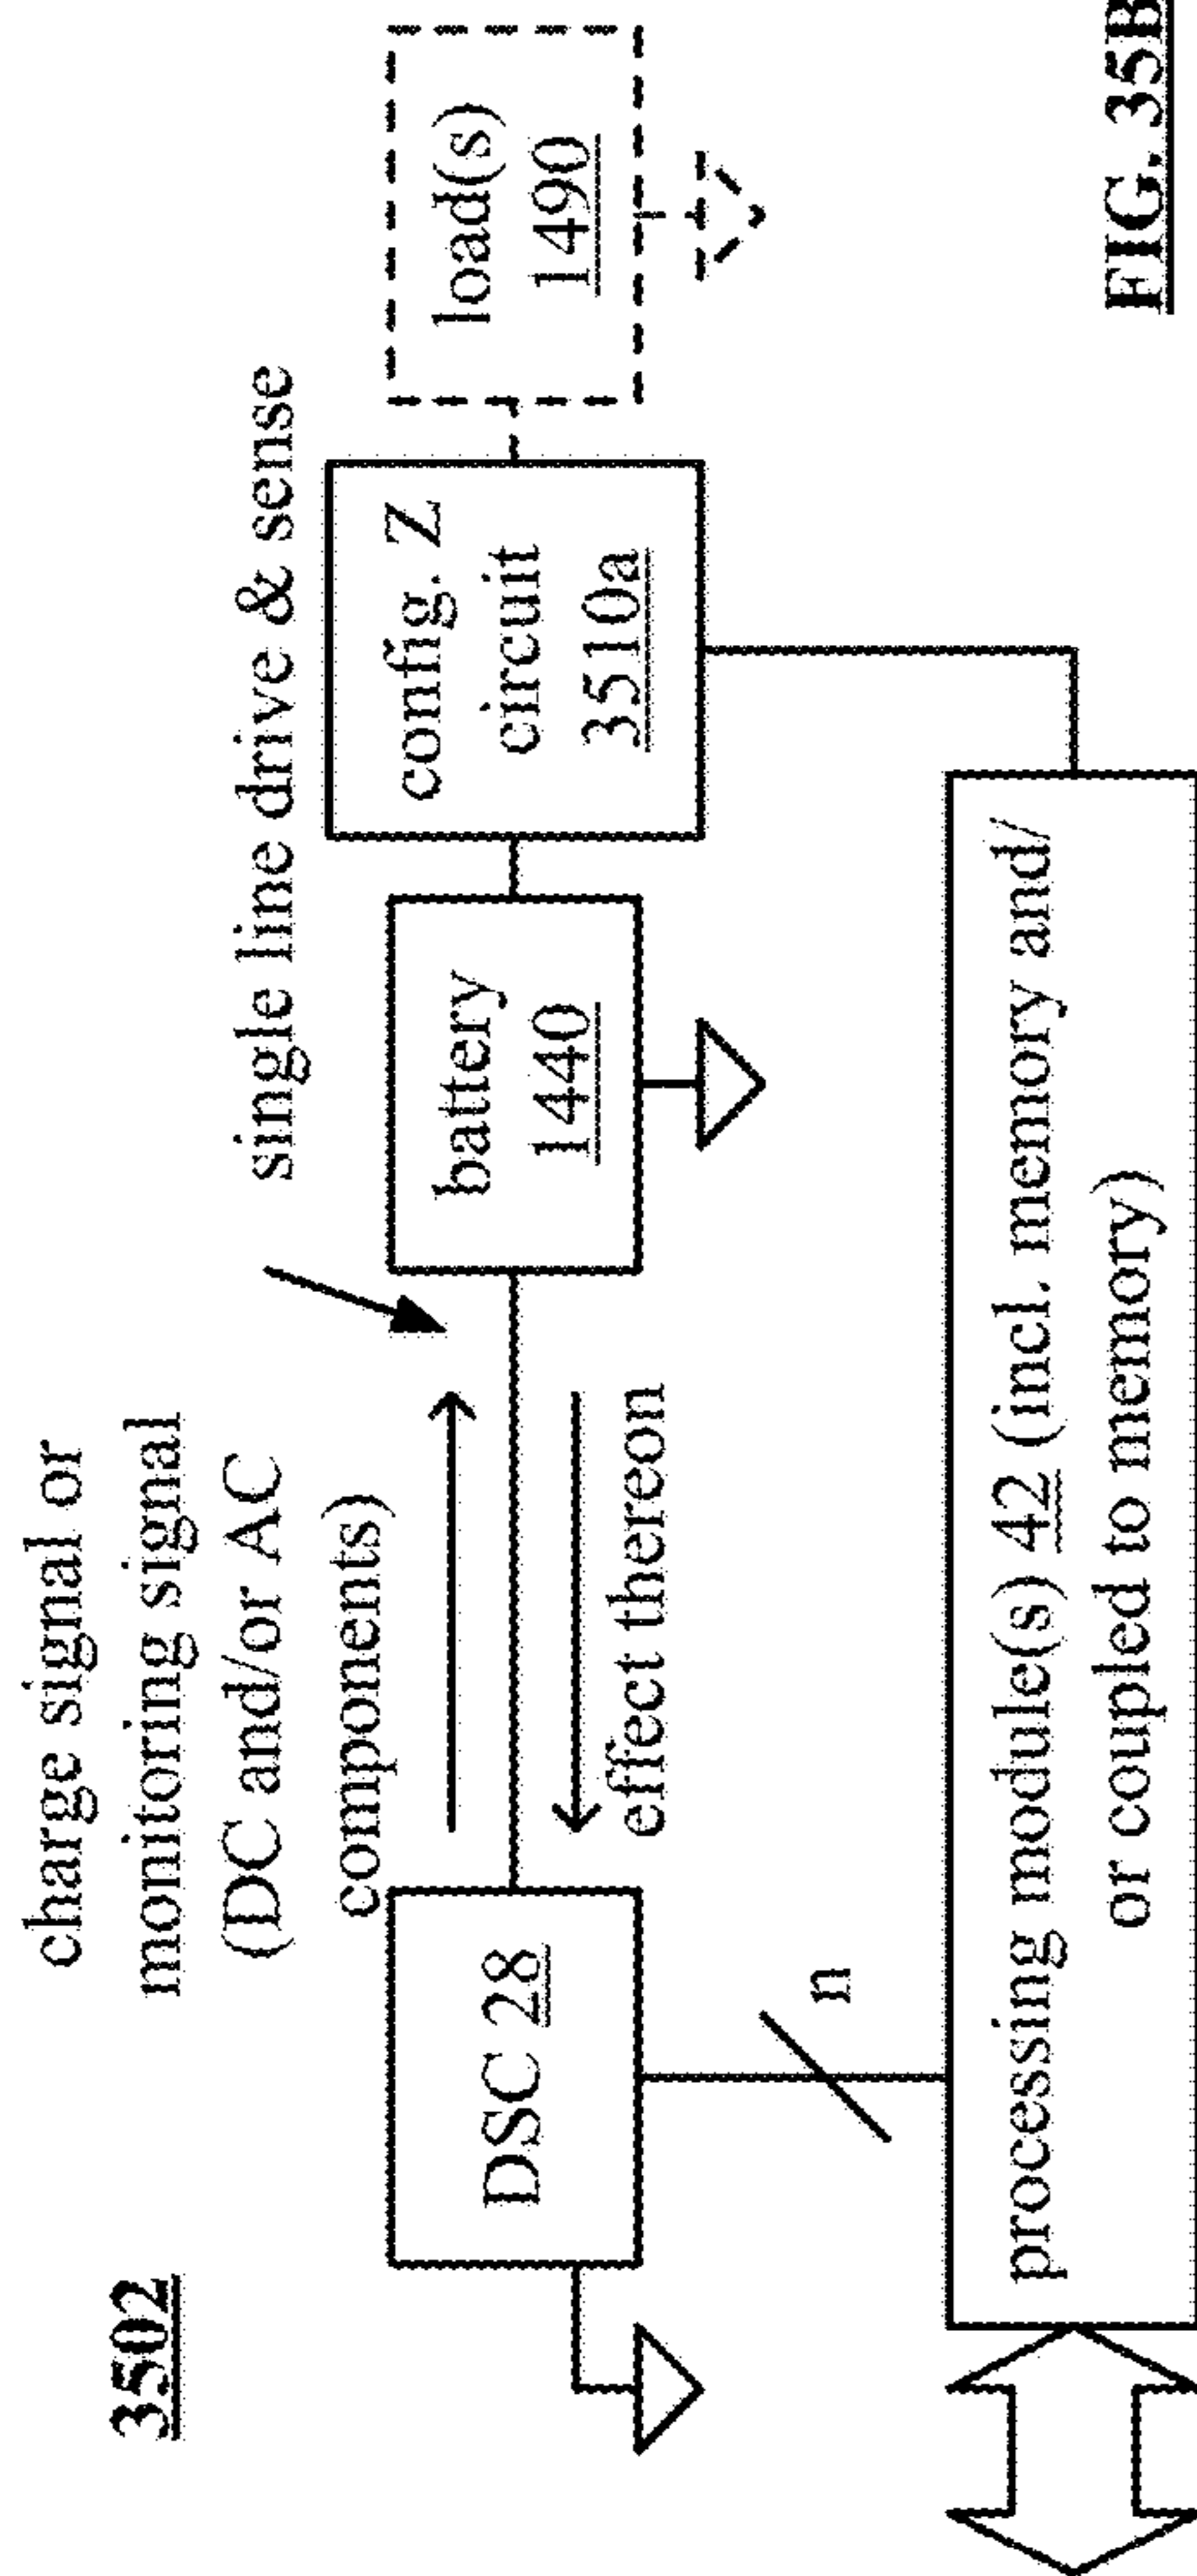 3502
charge signal or
monitoring signal
(DC and/or AC
components)
single line drive & sense
DSC 28
effect thereon
battery
1440
config. Z
circuit
3510a
load(s)
1490
n
processing module(s) 42 (incl. memory and/
or coupled to memory)
FIG. 35B